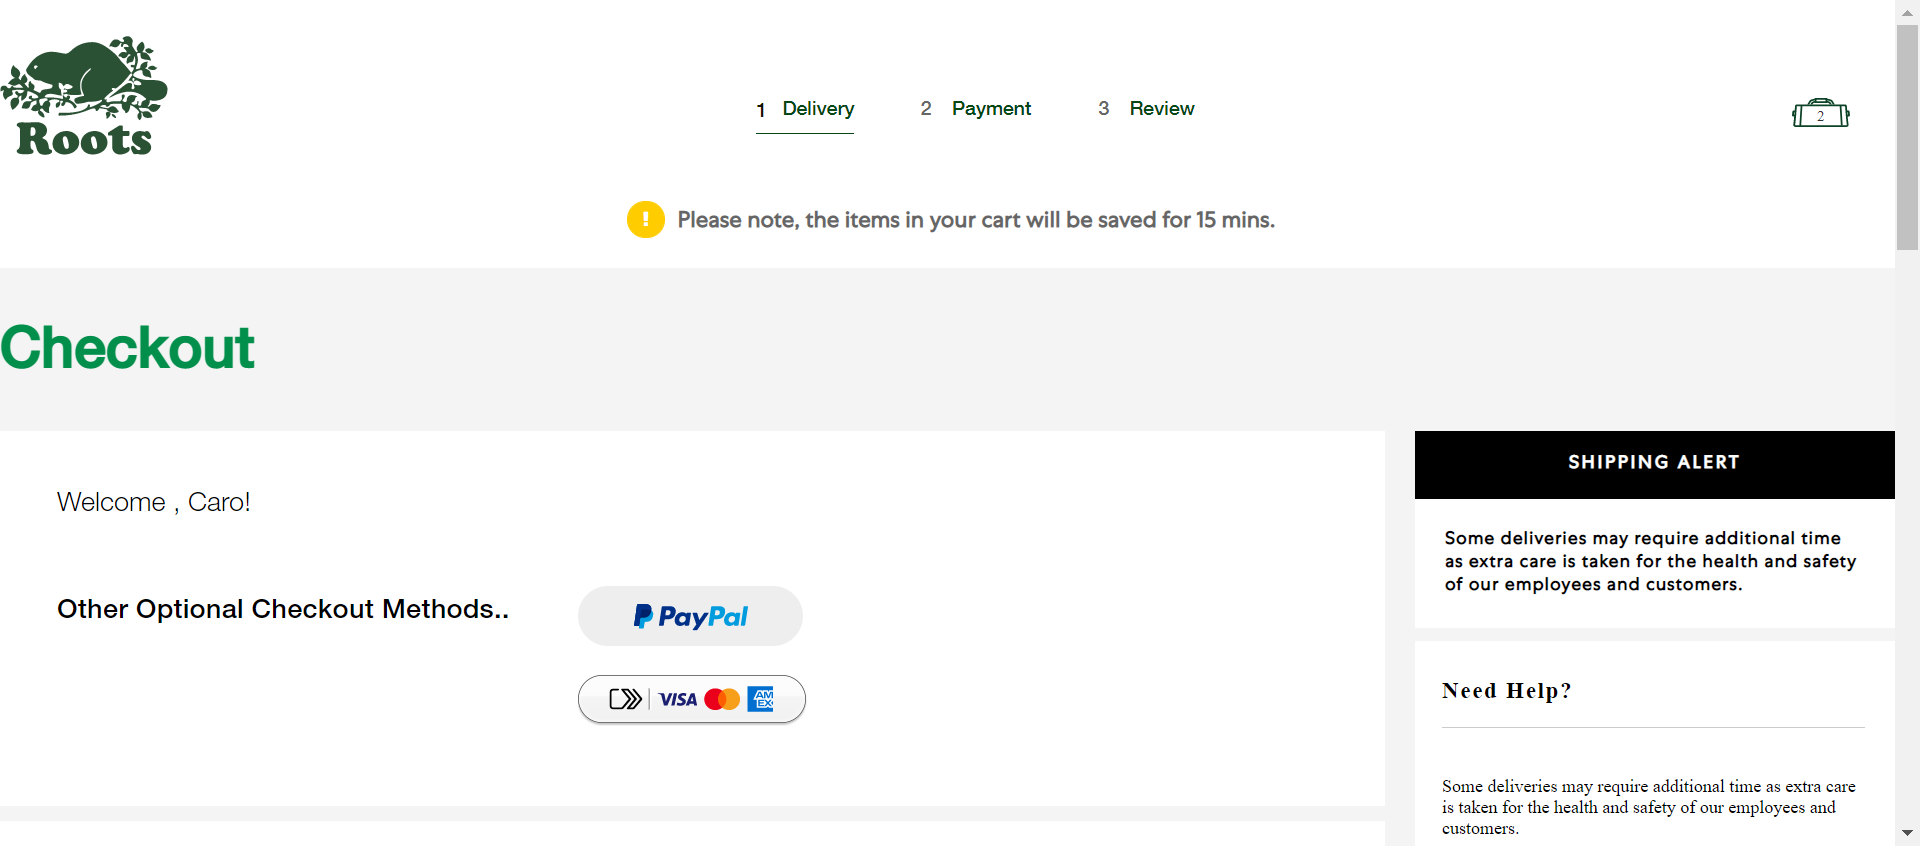 Roots
1 Delivery 2 Payment 3 Review
2
! Please note, the items in your cart will be saved for 15 mins.
Checkout
Welcome , Caro!
Other Optional Checkout Methods..
PayPal
VISA AM EX
SHIPPING ALERT
Some deliveries may require additional time
as extra care is taken for the health and safety
of our employees and customers.
Need Help?
Some deliveries may require additional time as extra care
is taken for the health and safety of our employees and
customers.